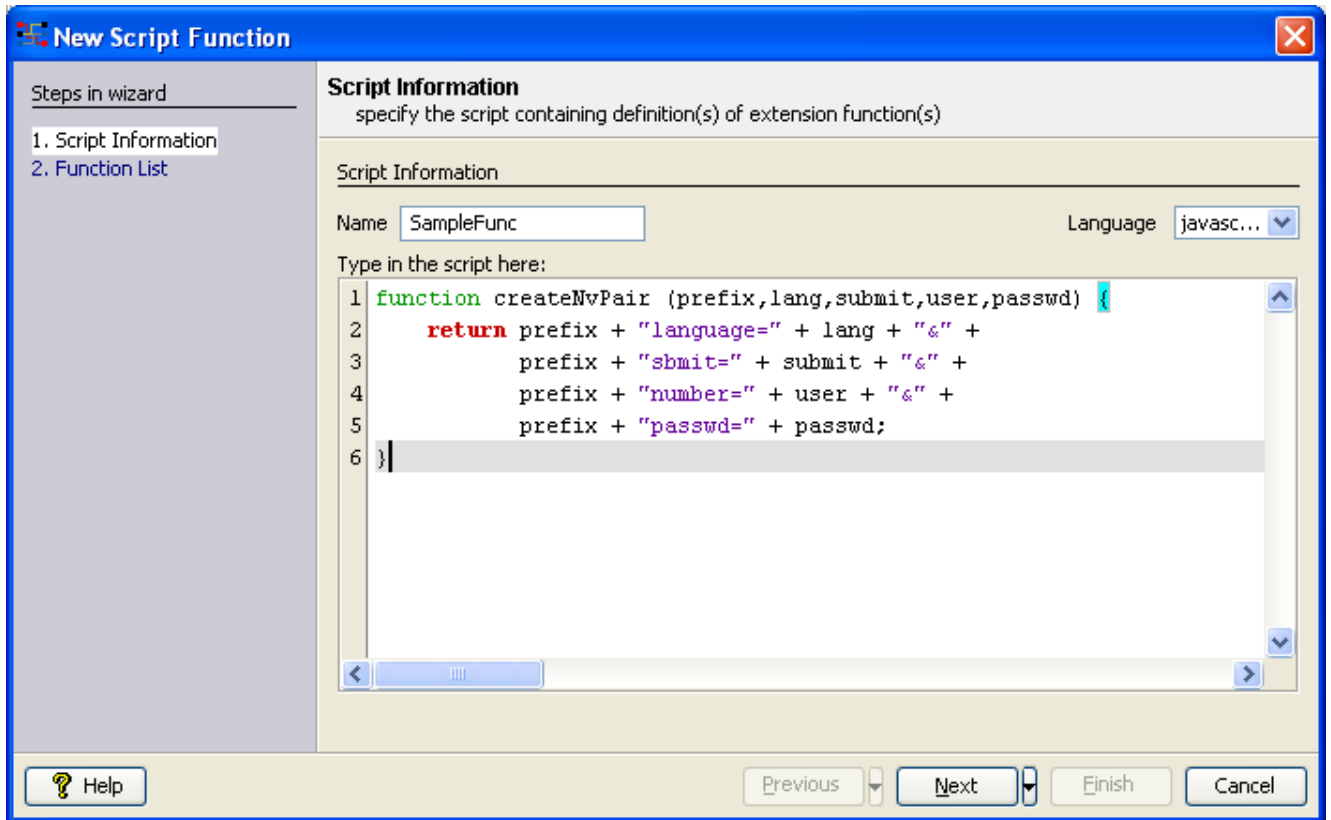 New Script Function
Steps in wizard
1. Script Information
2. Function List
Script Information
specify the script containing definition(s) of extension function(s)
Script Information
Name SampleFunc Language javasc...
Type in the script here:
1 function createNvPair (prefix,lang,submit,user,passwd) {
2 return prefix + "language=" + lang + "&" +
3 prefix + "sbmit=" + submit + "&" +
4 prefix + "number=" + user + "&" +
5 prefix + "passwd=" + passwd;
6 }
Help Previous Next Finish Cancel